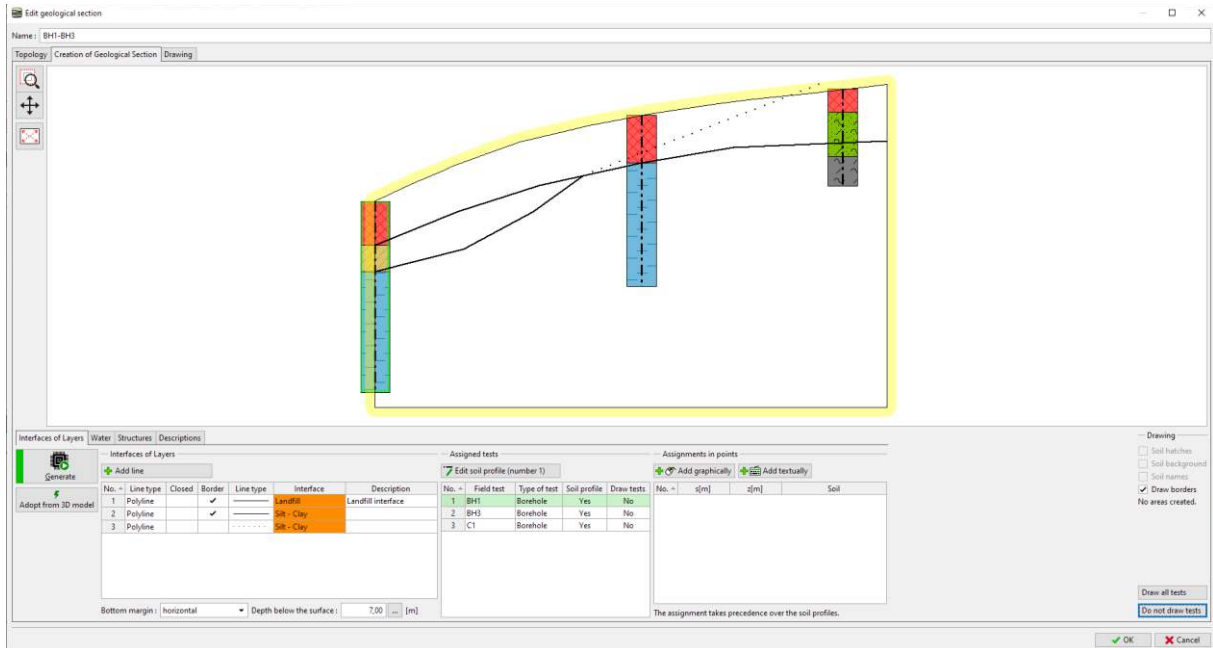 Edit geological section
Name : BH1-BH3
Topology Creation of Geological Section Drawing
Interfaces of Layers Water Structures Descriptions
Generate
Adopt from 3D model
Interfaces of Layers
Add line
No. Line type Closed Border Line type Interface Description
1 Polyline Landfill Landfill interface
2 Polyline Silt - Clay
3 Polyline Silt - Clay
Bottom margin : horizontal Depth below the surface : 7,00 ... [m]
Assigned tests
Edit soil profile (number 1)
No. Field test Type of test Soil profile Draw tests
1 BH1 Borehole Yes No
2 BH3 Borehole Yes No
3 C1 Borehole Yes No
Assignments in points
Add graphically Add textually
No. s[m] z[m] Soil
The assignment takes precedence over the soil profiles.
Drawing
Soil hatches
Soil background
Soil names
Draw borders
No areas created.
Draw all tests
Do not draw tests
OK Cancel